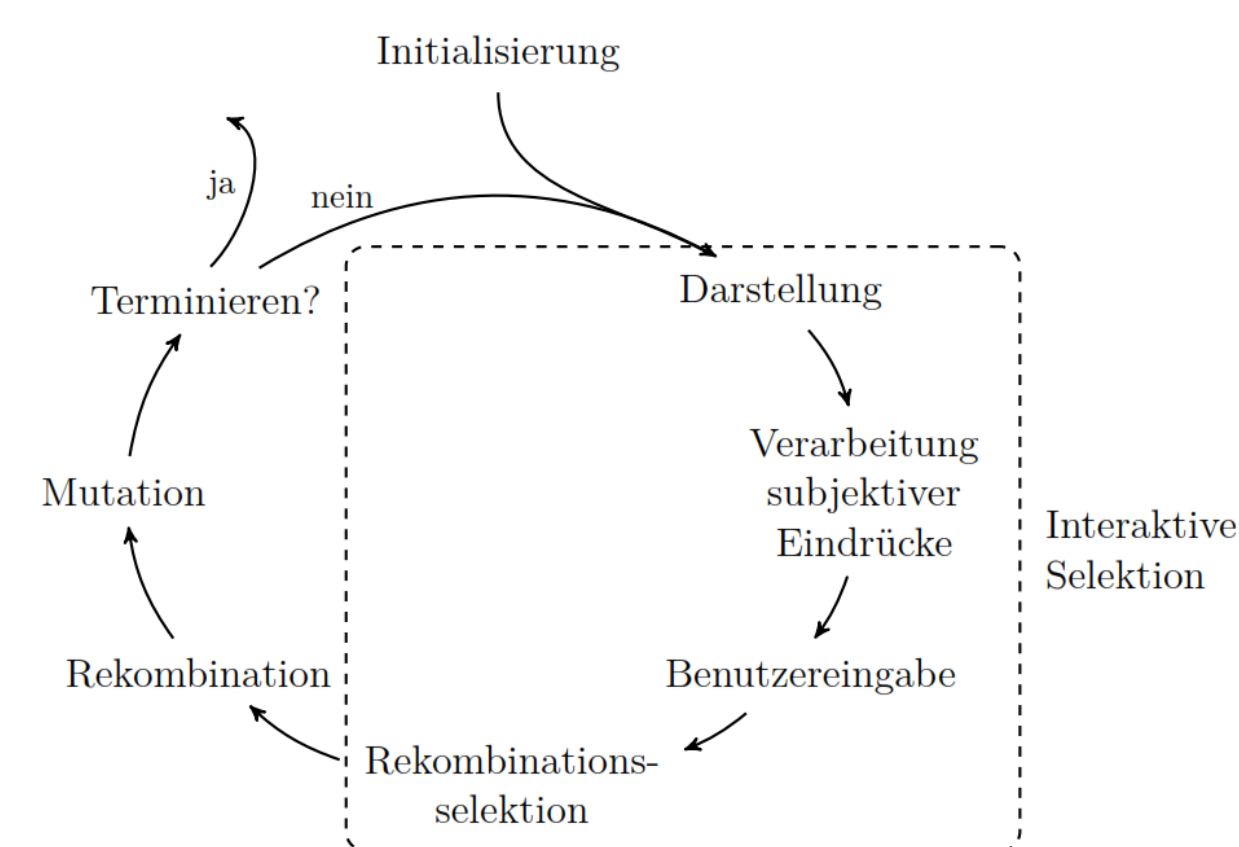 Initialisierung
ja
nein
Darstellung
Terminieren?
Verarbeitung
subjektiver
Eindrücke
Mutation
Interaktive
Selektion
Rekombination
Benutzereingabe
Rekombinations-
selektion